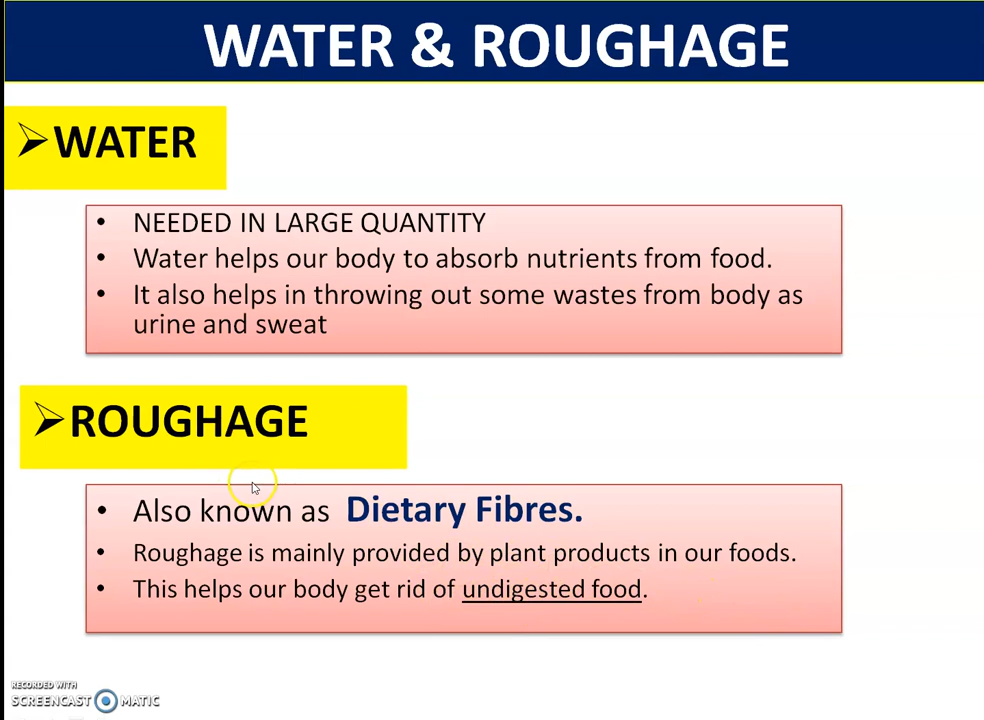 WATER & ROUGHAGE
➢WATER
• NEEDED IN LARGE QUANTITY
• Water helps our body to absorb nutrients from food.
• It also helps in throwing out some wastes from body as
urine and sweat
➢ROUGHAGE
• Also known as Dietary Fibres.
• Roughage is mainly provided by plant products in our foods.
• This helps our body get rid of undigested food.
RECORDED WITH
SCREENCAST MATIC